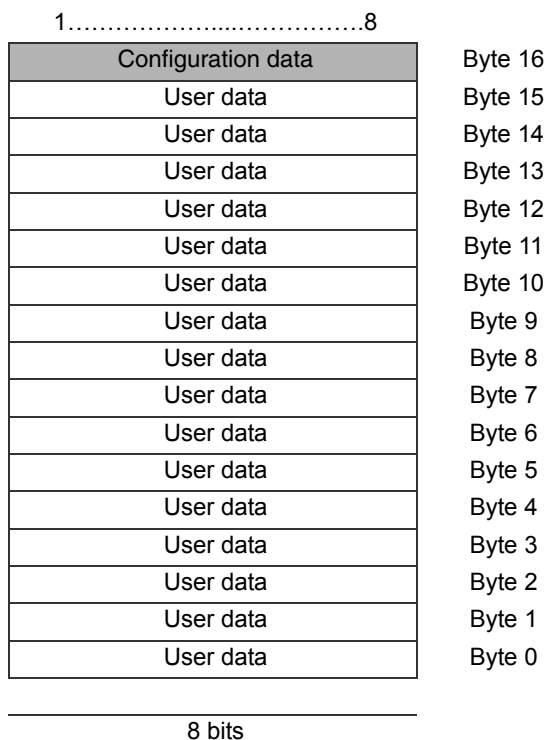 1………………....……………8
Configuration data Byte 16
User data Byte 15
User data Byte 14
User data Byte 13
User data Byte 12
User data Byte 11
User data Byte 10
User data Byte 9
User data Byte 8
User data Byte 7
User data Byte 6
User data Byte 5
User data Byte 4
User data Byte 3
User data Byte 2
User data Byte 1
User data Byte 0
8 bits